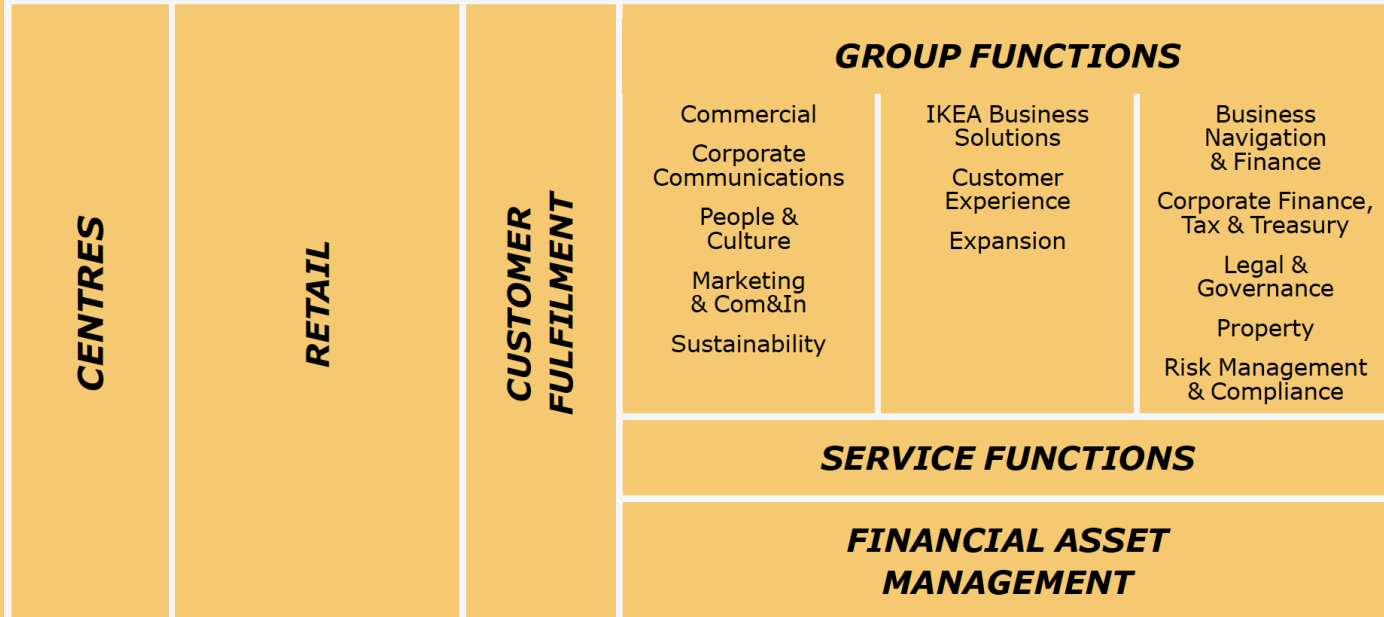 CENTRES
RETAIL
CUSTOMER
FULFILMENT
GROUP FUNCTIONS
Commercial
Corporate
Communications
People &
Culture
Marketing
& Com&In
Sustainability
IKEA Business
Solutions
Customer
Experience
Expansion
Business
Navigation
& Finance
Corporate Finance,
Tax & Treasury
Legal &
Governance
Property
Risk Management
& Compliance
SERVICE FUNCTIONS
FINANCIAL ASSET
MANAGEMENT